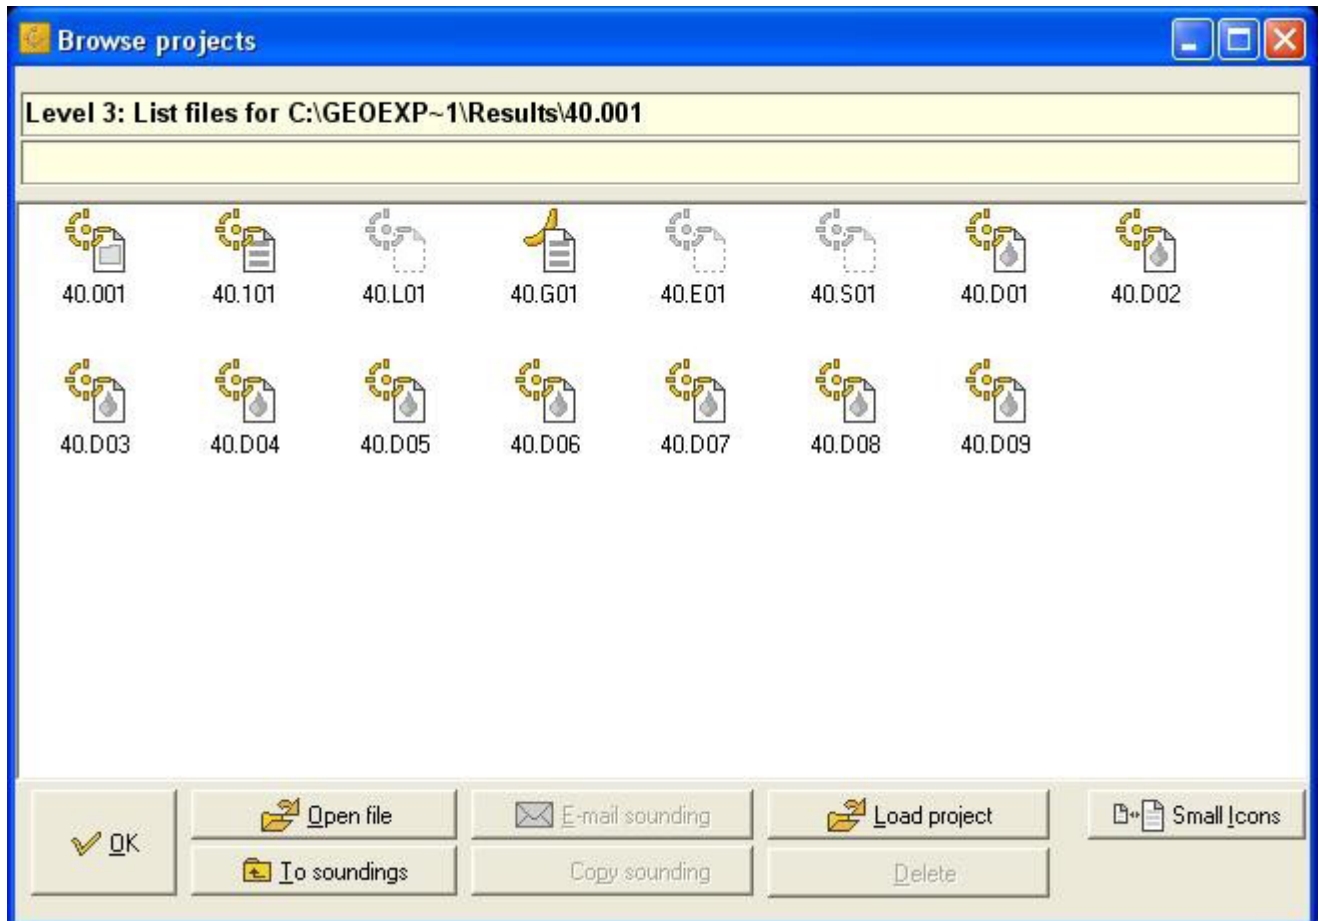 Browse projects
Level 3: List files for C:\GEOEXP~1\Results\40.001
40.001 40.101 40.L01 40.G01 40.E01 40.S01 40.D01 40.D02
40.D03 40.D04 40.D05 40.D06 40.D07 40.D08 40.D09
OK
Open file
E-mail sounding
Load project
Small Icons
To soundings
Copy sounding
Delete